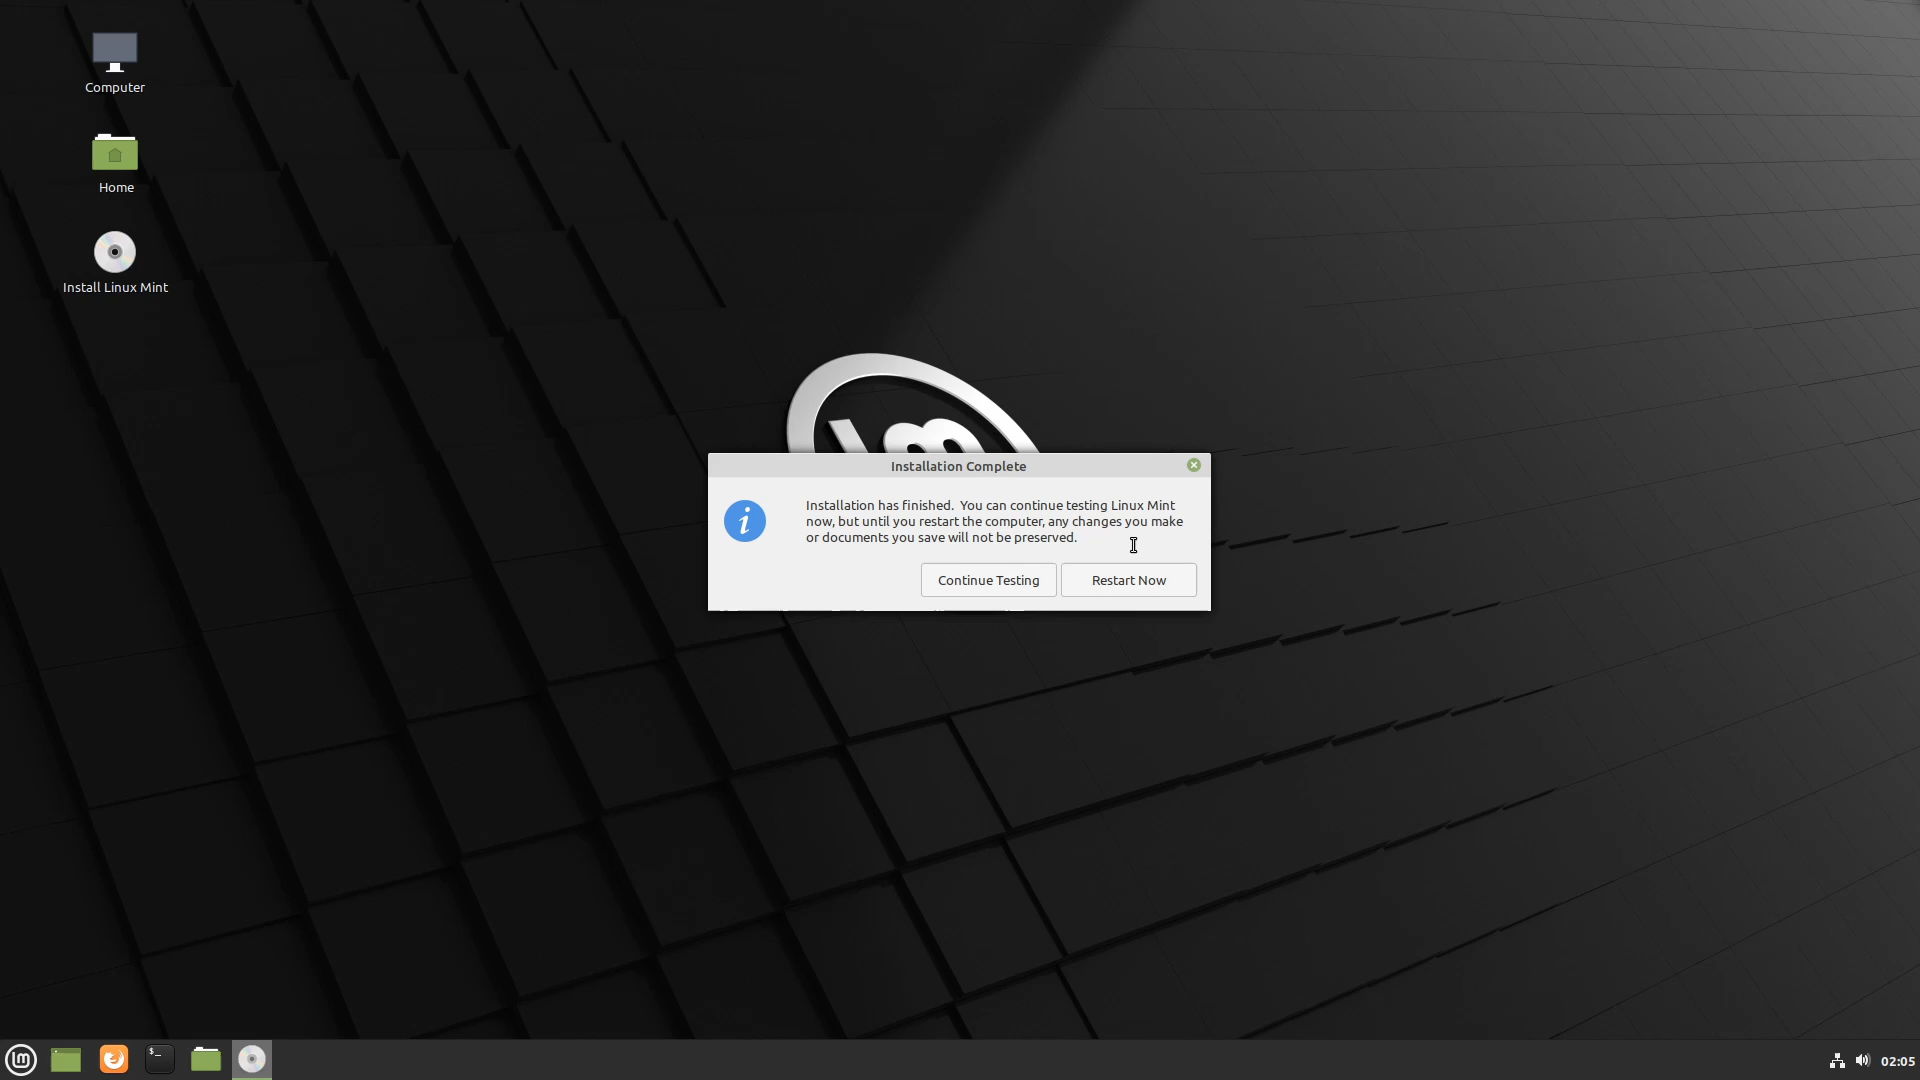 Computer
Home
Install Linux Mint
Installation Complete
Installation has finished.  You can continue testing Linux Mint
now, but until you restart the computer, any changes you make
or documents you save will not be preserved.
Continue Testing
Restart Now
02:05